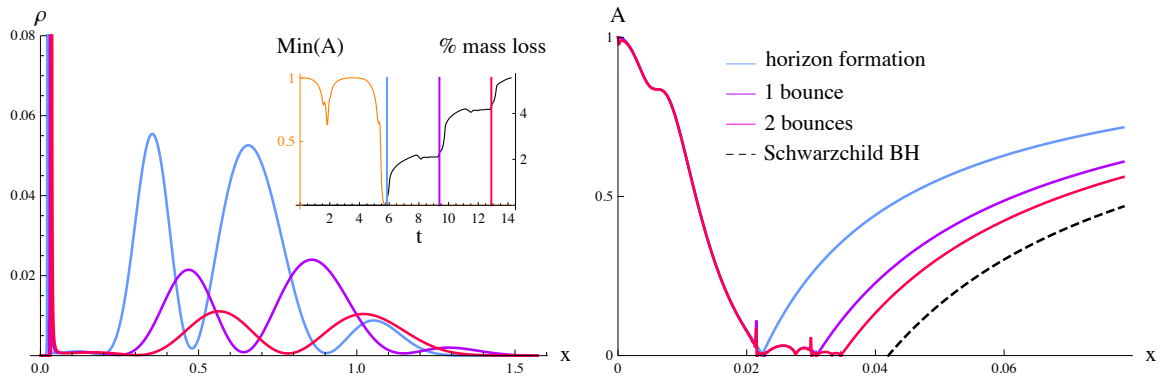 ρ
0.08
0.06
0.04
0.02
0.0
0.5
1.0
1.5
x
Min(A)
% mass loss
1
0.5
4
2
2
4
6
8
10
12
14
t
A
1
0.5
0
0
0.02
0.04
0.06
x
horizon formation
1 bounce
2 bounces
Schwarzchild BH